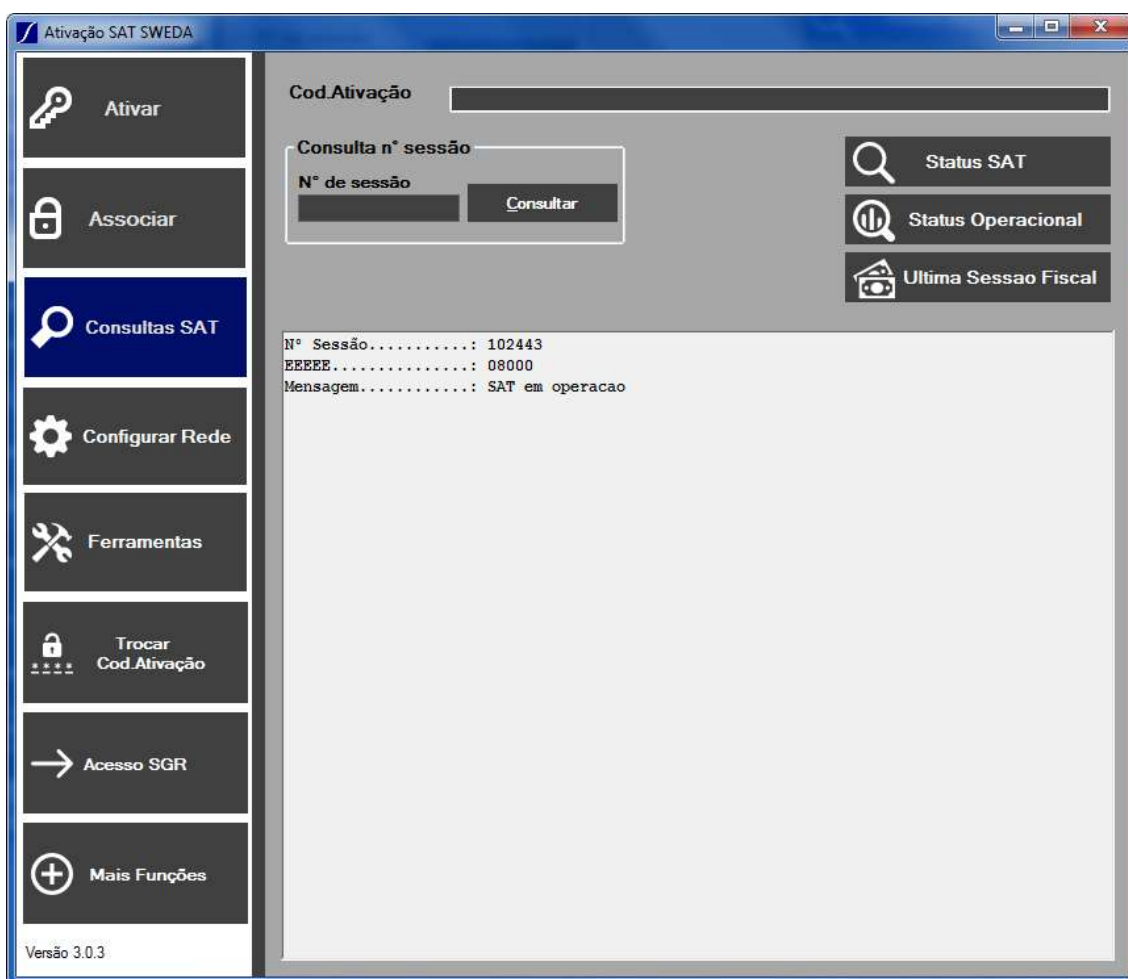 Ativação SAT SWEDA
Ativar
Associar
Consultas SAT
Configurar Rede
Ferramentas
Trocar
Cod.Ativação
Acesso SGR
Mais Funções
Versão 3.0.3
Cod.Ativação
Consulta n° sessão
N° de sessão
Consultar
Status SAT
Status Operacional
Ultima Sessao Fiscal
Nº Sessão...........: 102443
EEEEE...............: 08000
Mensagem............: SAT em operacao